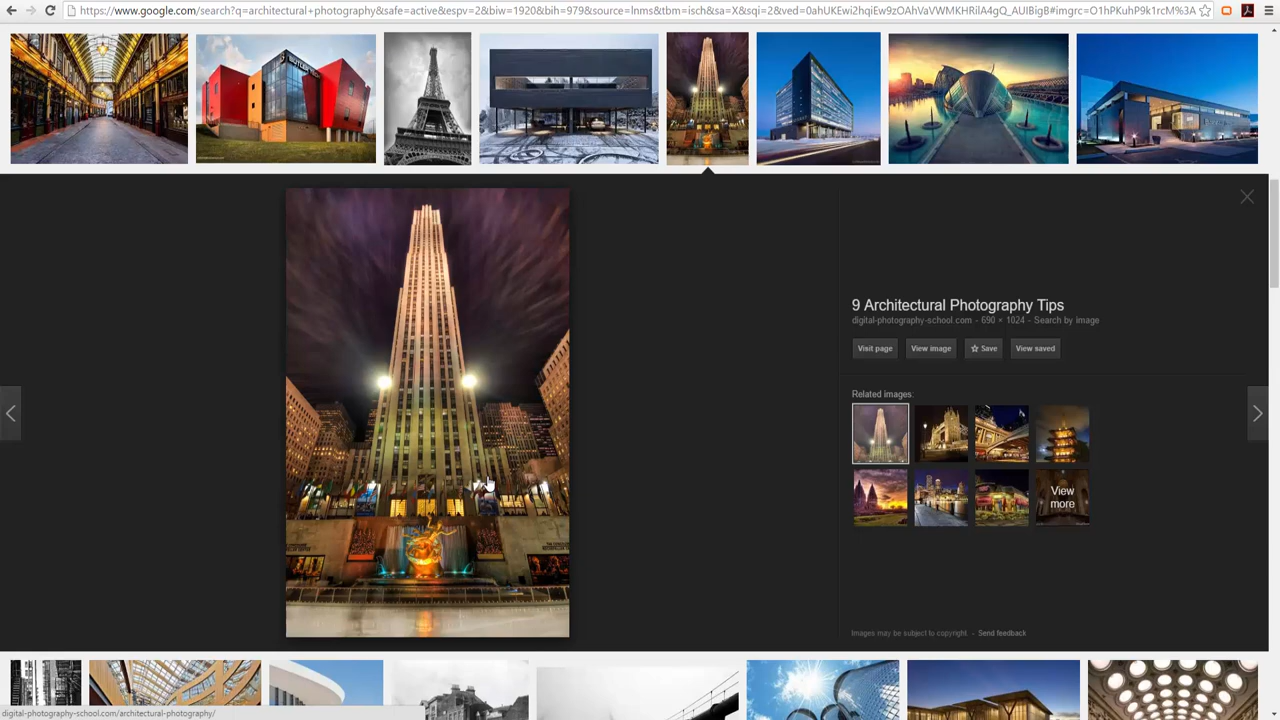 https://www.google.com/search?q=architectural+photography&safe=active&espv=2&biw=1920&bih=979&source=lnms&tbm=isch&sa=X&sqi=2&ved=0ahUKEwi2hqiEw9zOAhVaVWMKHRilA4gQ_AUIBigB#imgrc=O1hPKuhP9k1rcM%3A
BUTLER
9 Architectural Photography Tips
digital-photography-school.com - 690 × 1024 - Search by image
Visit page
View image
Save
View saved
Related images:
View
more
Images may be subject to copyright. - Send feedback
digital-photography-school.com/architectural-photography/